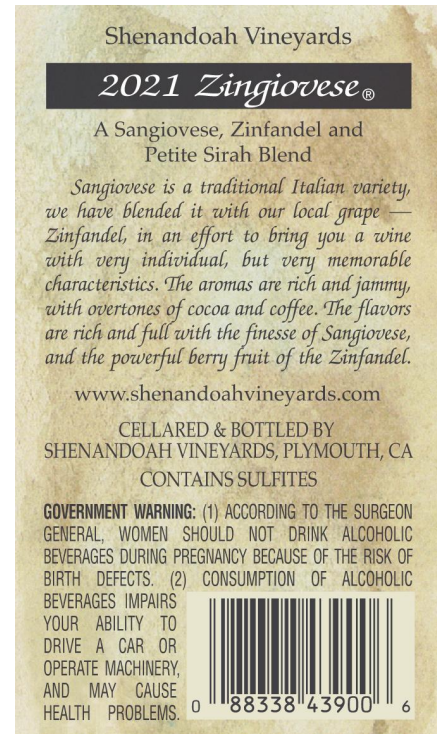 Shenandoah Vineyards
2021 Zingiovese®
A Sangiovese, Zinfandel and
Petite Sirah Blend
Sangiovese is a traditional Italian variety,
we have blended it with our local grape —
Zinfandel, in an effort to bring you a wine
with very individual, but very memorable
characteristics. The aromas are rich and jammy,
with overtones of cocoa and coffee. The flavors
are rich and full with the finesse of Sangiovese,
and the powerful berry fruit of the Zinfandel.
www.shenandoahvineyards.com
CELLARED & BOTTLED BY
SHENANDOAH VINEYARDS, PLYMOUTH, CA
CONTAINS SULFITES
GOVERNMENT WARNING: (1) ACCORDING TO THE SURGEON
GENERAL, WOMEN SHOULD NOT DRINK ALCOHOLIC
BEVERAGES DURING PREGNANCY BECAUSE OF THE RISK OF
BIRTH DEFECTS. (2) CONSUMPTION OF ALCOHOLIC
BEVERAGES IMPAIRS
YOUR ABILITY TO
DRIVE A CAR OR
OPERATE MACHINERY,
AND MAY CAUSE
HEALTH PROBLEMS.
0 88338 43900 6